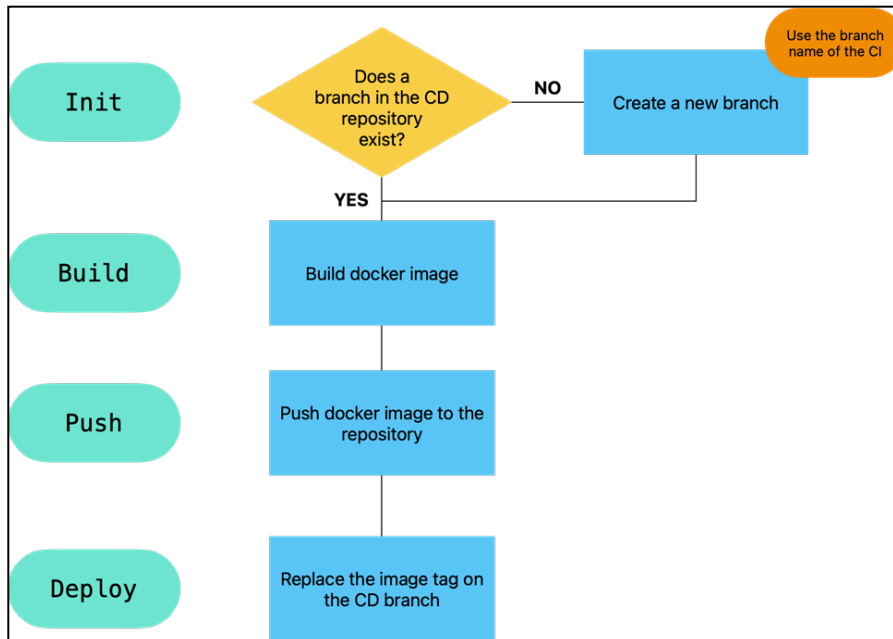 Use the branch
name of the CI
Init
Does a
branch in the CD
repository
exist?
NO
Create a new branch
YES
Build
Build docker image
Push
Push docker image to the
repository
Deploy
Replace the image tag on
the CD branch